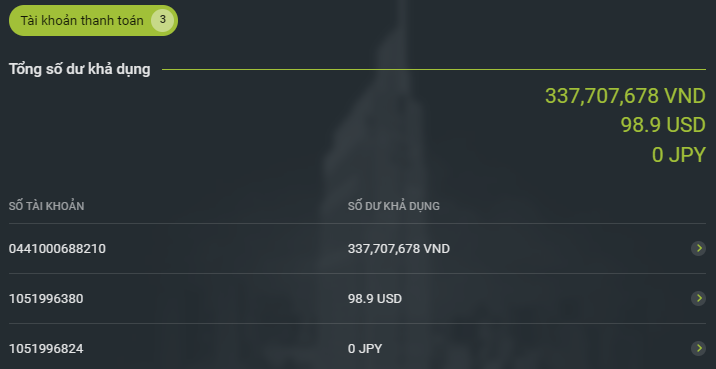 Tài khoản thanh toán 3
Tổng số dư khả dụng
337,707,678 VND
98.9 USD
0 JPY
SỐ TÀI KHOẢN SỐ DƯ KHẢ DỤNG
0441000688210 337,707,678 VND
1051996380 98.9 USD
1051996824 0 JPY